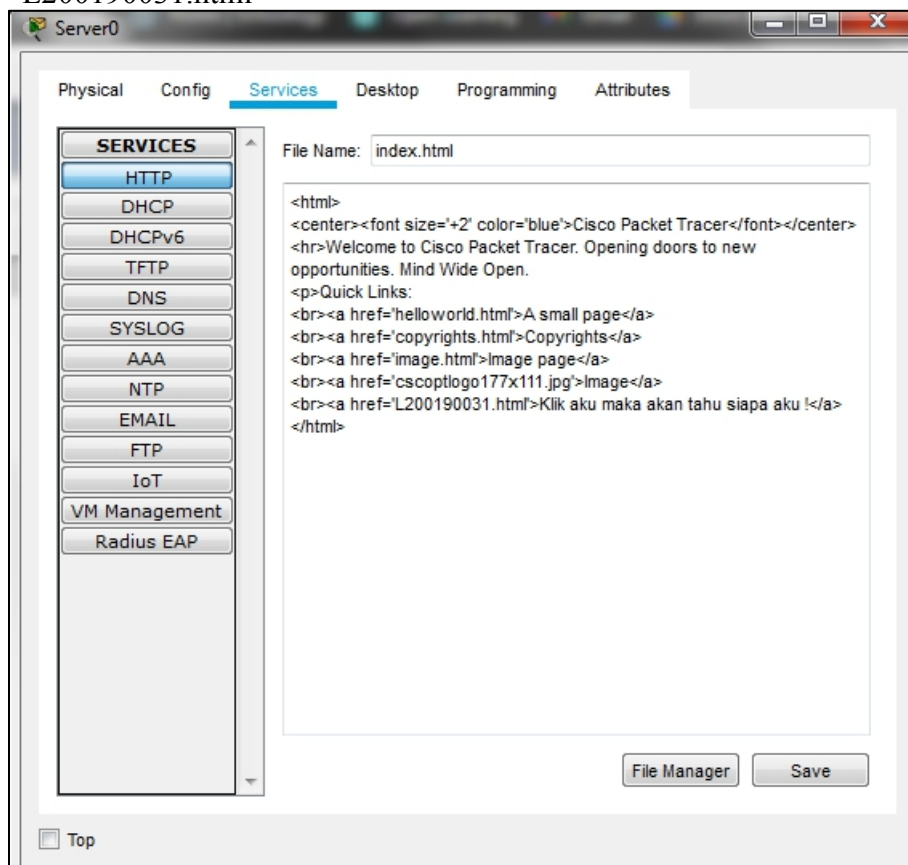 L200190031.html
Server0
Physical Config Services Desktop Programming Attributes
SERVICES
HTTP
DHCP
DHCPv6
TFTP
DNS
SYSLOG
AAA
NTP
EMAIL
FTP
IoT
VM Management
Radius EAP
File Name: index.html
<html>
<center><font size='+2' color='blue'>Cisco Packet Tracer</font></center>
<hr>Welcome to Cisco Packet Tracer. Opening doors to new
opportunities. Mind Wide Open.
<p>Quick Links:
<br><a href='helloworld.html'>A small page</a>
<br><a href='copyrights.html'>Copyrights</a>
<br><a href='image.html'>Image page</a>
<br><a href='cscoptlogo177x111.jpg'>Image</a>
<br><a href='L200190031.html'>Klik aku maka akan tahu siapa aku !</a>
</html>
File Manager Save
Top